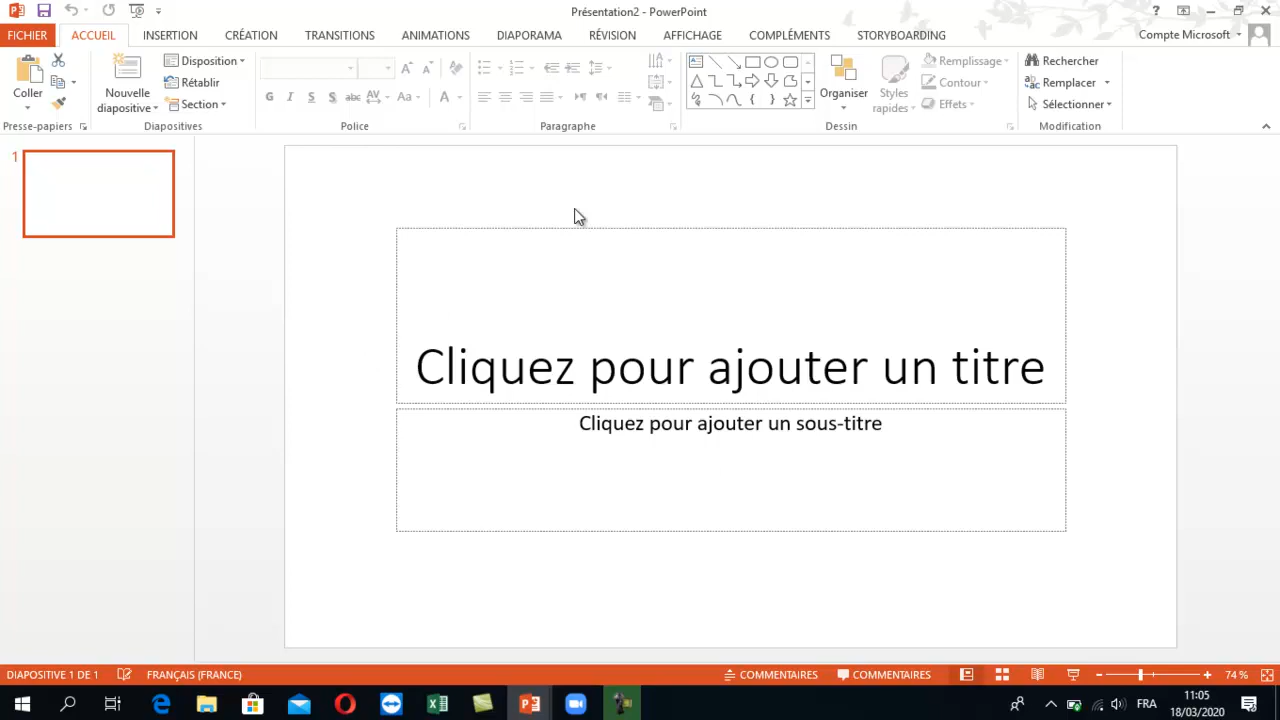 Présentation2 - PowerPoint
?
FICHIER ACCUEIL INSERTION CRÉATION TRANSITIONS ANIMATIONS DIAPORAMA RÉVISION AFFICHAGE COMPLÉMENTS STORYBOARDING Compte Microsoft
Coller
Presse-papiers
Nouvelle
diapositive
Disposition
Rétablir
Section
Diapositives
G I S S abc AV Aa A
Police
Paragraphe
Organiser
Styles
rapides
Remplissage
Contour
Effets
Dessin
Rechercher
Remplacer
Sélectionner
Modification
1
Cliquez pour ajouter un titre
Cliquez pour ajouter un sous-titre
DIAPOSITIVE 1 DE 1 FRANÇAIS (FRANCE) COMMENTAIRES COMMENTAIRES 74 %
FRA 11:05
18/03/2020